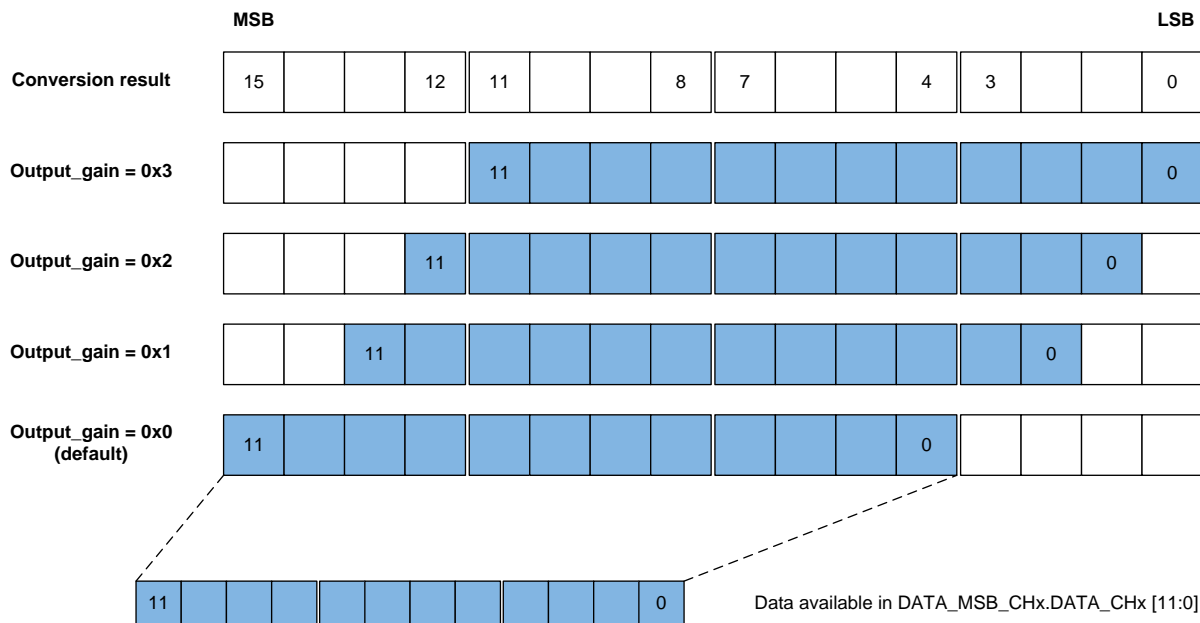 MSB LSB
Conversion result 15 12 11 8 7 4 3 0
Output_gain = 0x3 11 0
Output_gain = 0x2 11 0
Output_gain = 0x1 11 0
Output_gain = 0x0
(default) 11 0
11 0 Data available in DATA_MSB_CHx.DATA_CHx [11:0]